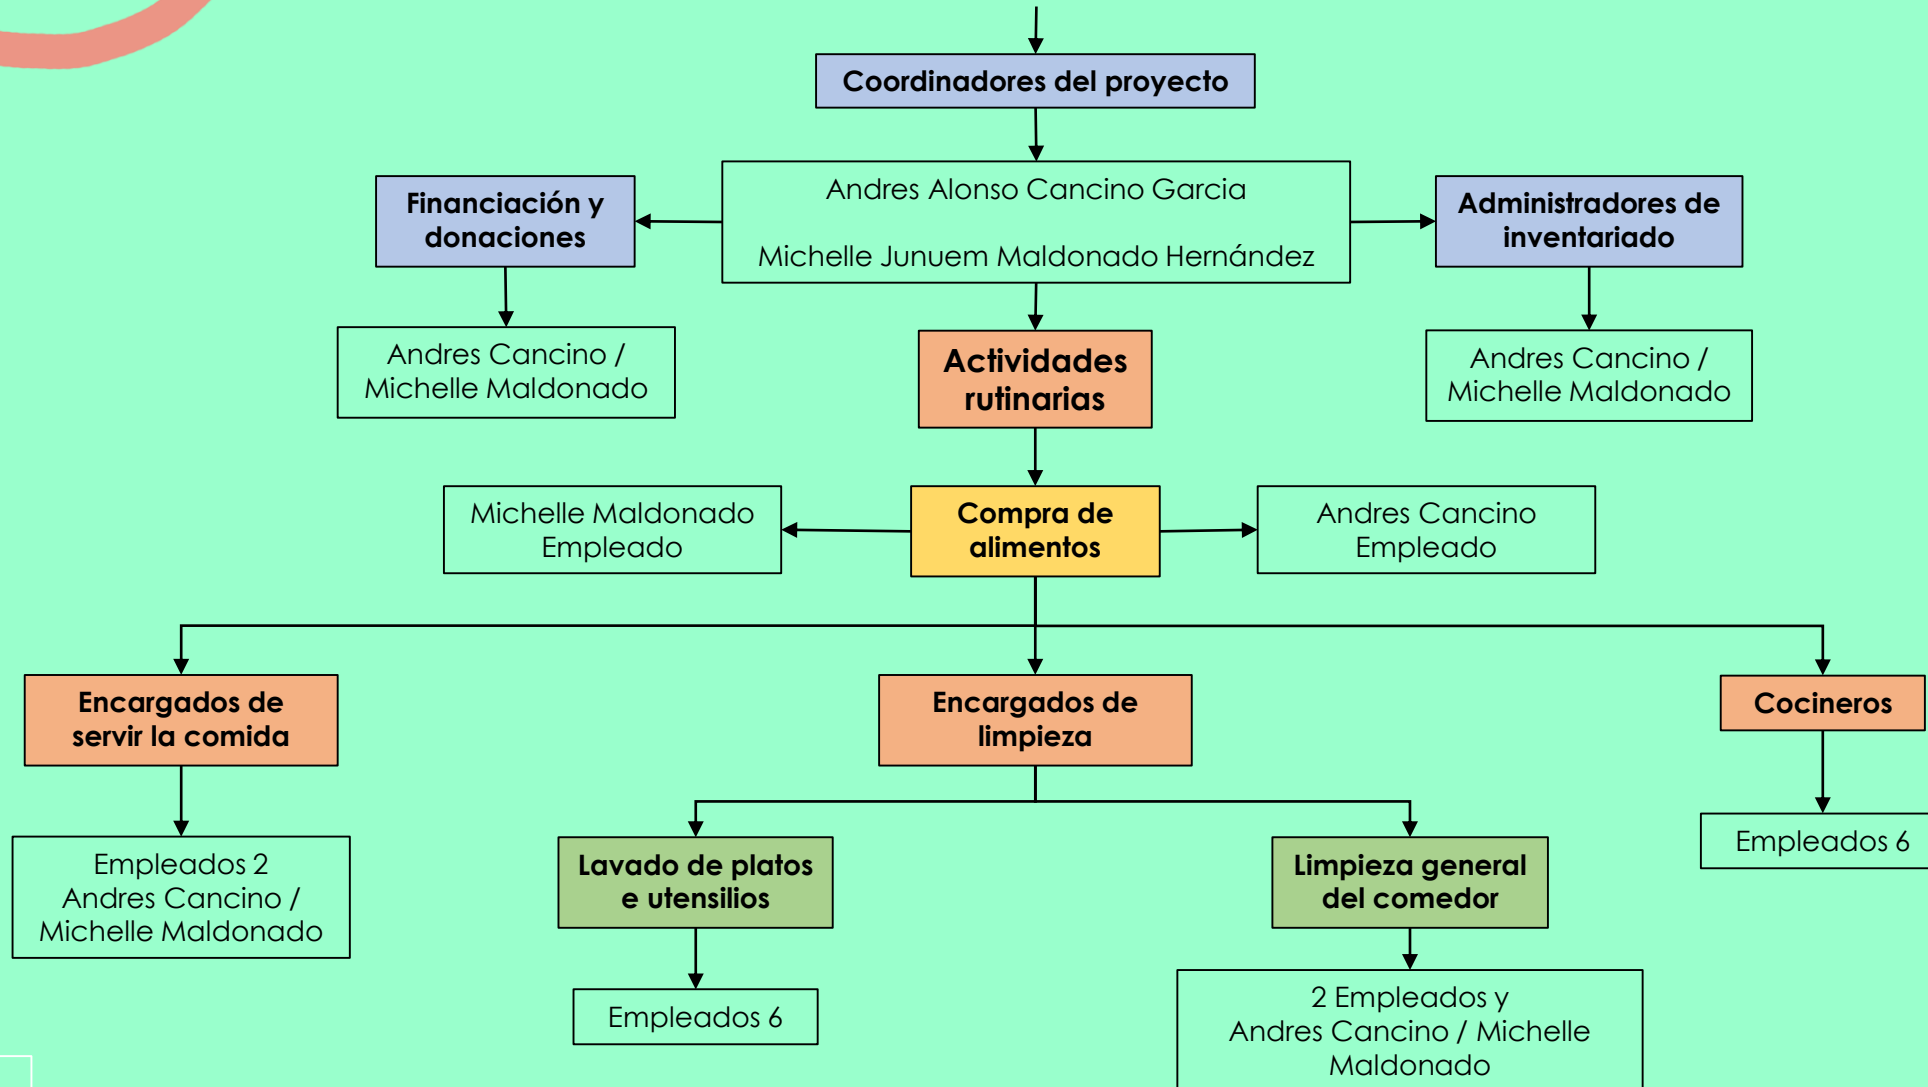 Coordinadores del proyecto
Andres Alonso Cancino Garcia
Michelle Junuem Maldonado Hernández
Financiación y
donaciones
Administradores de
inventariado
Andres Cancino /
Michelle Maldonado
Andres Cancino /
Michelle Maldonado
Actividades
rutinarias
Michelle Maldonado
Empleado
Compra de
alimentos
Andres Cancino
Empleado
Encargados de
servir la comida
Encargados de
limpieza
Cocineros
Empleados 2
Andres Cancino /
Michelle Maldonado
Lavado de platos
e utensilios
Limpieza general
del comedor
Empleados 6
Empleados 6
2 Empleados y
Andres Cancino / Michelle
Maldonado